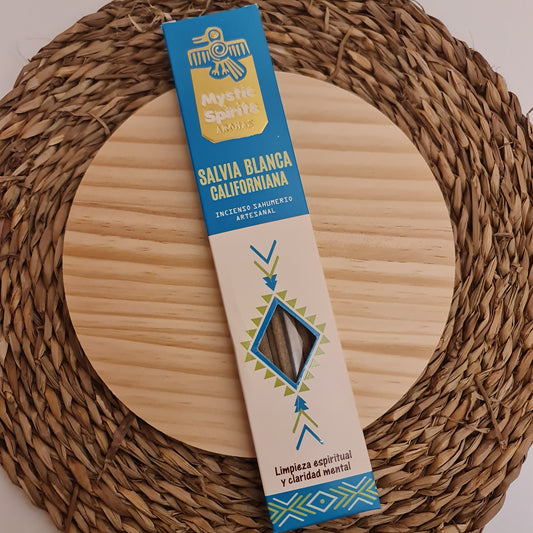 Mystic
Spirits
AROMAS
SALVIA BLANCA
CALIFORNIANA
INCIENSO SAHUMERIO
ARTESANAL
Limpieza espiritual
y claridad mental